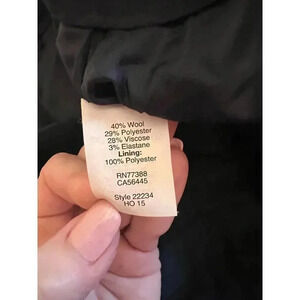 40% Wool
29% Polyester
28% Viscose
3% Elastane
Lining:
100% Polyester
RN77388
CA56445
Style 22234
HO 15